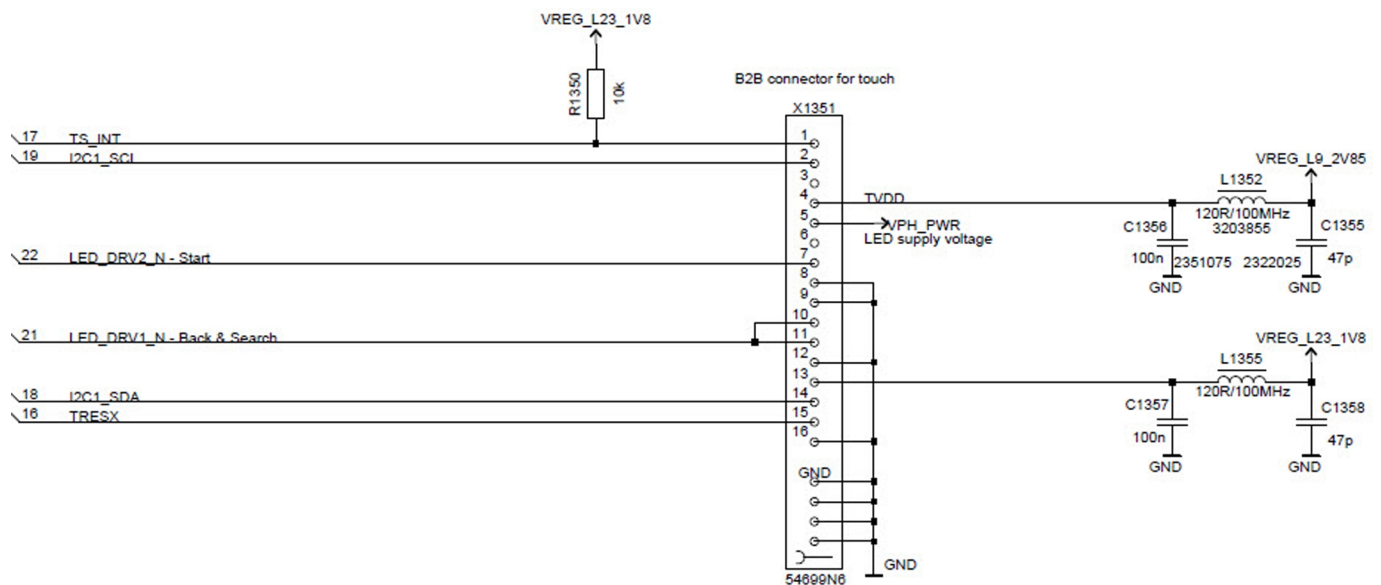 VREG_L23_1V8
R1350
10k
B2B connector for touch
X1351
17 TS_INT
1
19 I2C1_SCL
2
3
VREG_L9_2V85
4
TVDD
L1352
120R/100MHz
3203855
5
VPH_PWR
LED supply voltage
C1356
100n
2351075
2322025
C1355
47p
GND
GND
6
22 LED_DRV2_N - Start
7
8
9
10
21 LED_DRV1_N - Back & Search
11
12
VREG_L23_1V8
L1355
120R/100MHz
13
18 I2C1_SDA
14
16 TRESX
15
16
C1357
100n
C1358
47p
GND
GND
GND
GND
54699N6